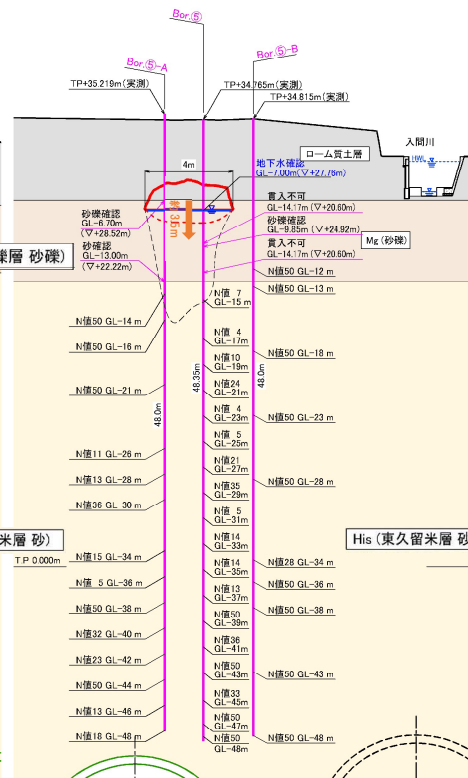 Bor.⑤
Bor.⑤-A
Bor.⑤-B
TP+35.219m(実測)
TP+34.765m(実測)
TP+34.815m(実測)
入間川
HWL
ローム質土層
4m
地下水確認
GL-7.00m(▽+27.76m)
貫入不可
GL-14.17m(▽+20.60m)
砂礫確認
GL-9.85m(▽+24.92m)
貫入不可
GL-14.17m(▽+20.60m)
Mg(砂礫)
砂礫確認
GL-6.70m
(▽+28.52m)
砂確認
GL-13.00m
(▽+22.22m)
約3.5m
礫層 砂礫)
N値50 GL-12 m
N値50 GL-13 m
N値50 GL-18 m
N値50 GL-23 m
N値50 GL-28 m
N値28 GL-34 m
N値50 GL-36 m
N値50 GL-38 m
N値50 GL-43 m
N値50 GL-48 m
N値 7
GL-15 m
N値 4
GL-17m
N値10
GL-19m
N値24
GL-21m
N値 4
GL-23m
N値 5
GL-25m
N値21
GL-27m
N値35
GL-29m
N値 5
GL-31m
N値14
GL-33m
N値14
GL-35m
N値13
GL-37m
N値50
GL-39m
N値36
GL-41m
N値50
GL-43m
N値33
GL-45m
N値50
GL-47m
N値50
GL-48m
N値50 GL-14 m
N値50 GL-16 m
N値50 GL-21 m
N値11 GL-26 m
N値13 GL-28 m
N値36 GL-30 m
N値15 GL-34 m
N値 5 GL-36 m
N値50 GL-38 m
N値32 GL-40 m
N値23 GL-42 m
N値50 GL-44 m
N値13 GL-46 m
N値18 GL-48 m
48.0m
48.35m
48.0m
米層 砂)
T.P 0.000m
His(東久留米層 砂